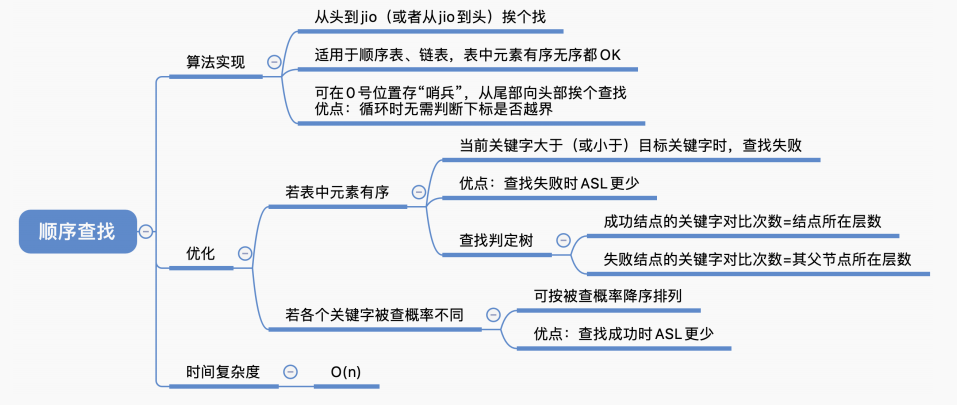 顺序查找
算法实现
从头到jio（或者从jio到头）挨个找
适用于顺序表、链表，表中元素有序无序都OK
可在0号位置存“哨兵”，从尾部向头部挨个查找
优点：循环时无需判断下标是否越界
优化
若表中元素有序
当前关键字大于（或小于）目标关键字时，查找失败
优点：查找失败时ASL更少
查找判定树
成功结点的关键字对比次数=结点所在层数
失败结点的关键字对比次数=其父节点所在层数
若各个关键字被查概率不同
可按被查概率降序排列
优点：查找成功时ASL更少
时间复杂度
O(n)